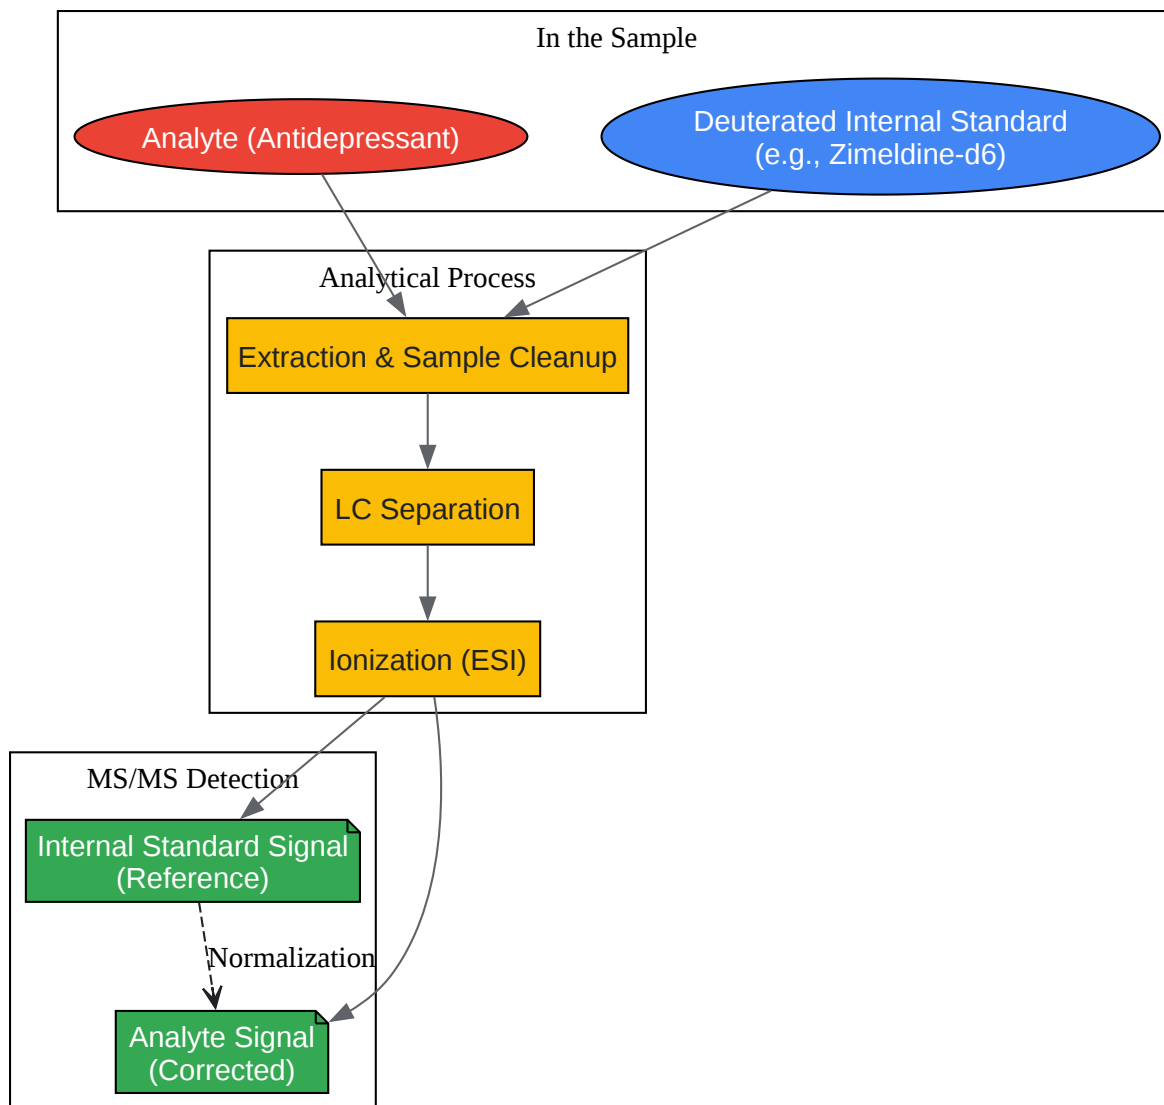 In the Sample
Analyte (Antidepressant)
Deuterated Internal Standard
(e.g., Zimeldine-d6)
Analytical Process
Extraction & Sample Cleanup
LC Separation
Ionization (ESI)
MS/MS Detection
Internal Standard Signal
(Reference)
Normalization
Analyte Signal
(Corrected)